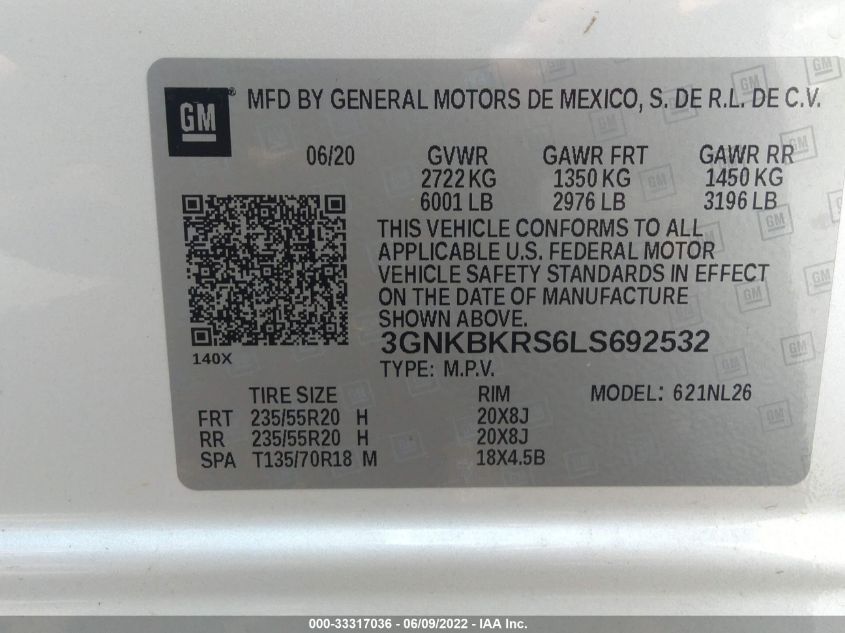 GM ® MFD BY GENERAL MOTORS DE MEXICO, S. DE R.L. DE C.V.
06/20 GVWR GAWR FRT GAWR RR
2722 KG 1350 KG 1450 KG
6001 LB 2976 LB 3196 LB
THIS VEHICLE CONFORMS TO ALL
APPLICABLE U.S. FEDERAL MOTOR
VEHICLE SAFETY STANDARDS IN EFFECT
ON THE DATE OF MANUFACTURE
SHOWN ABOVE.
3GNKBKRS6LS692532
140X
TYPE: M.P.V.
TIRE SIZE RIM MODEL: 621NL26
FRT 235/55R20 H 20X8J
RR 235/55R20 H 20X8J
SPA T135/70R18 M 18X4.5B
000-33317036 - 06/09/2022 - IAA Inc.